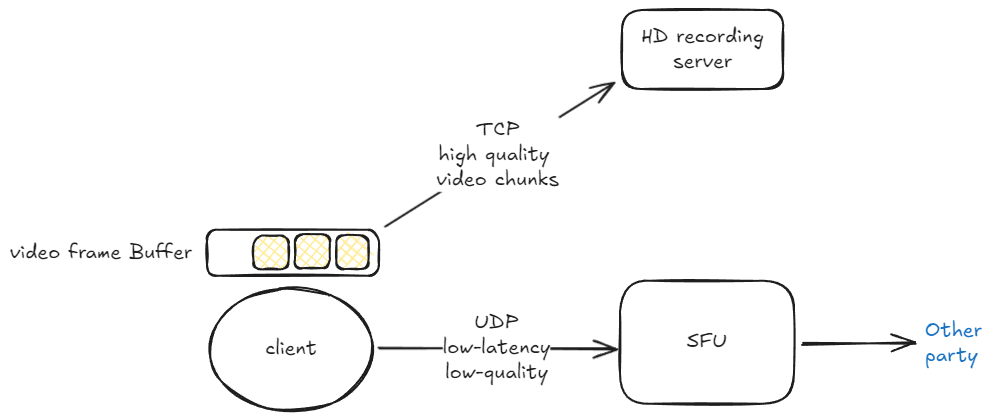 HD recording
server
TCP
high quality
video chunks
video frame Buffer
client
UDP
low-latency
low-quality
SFU
Other
party